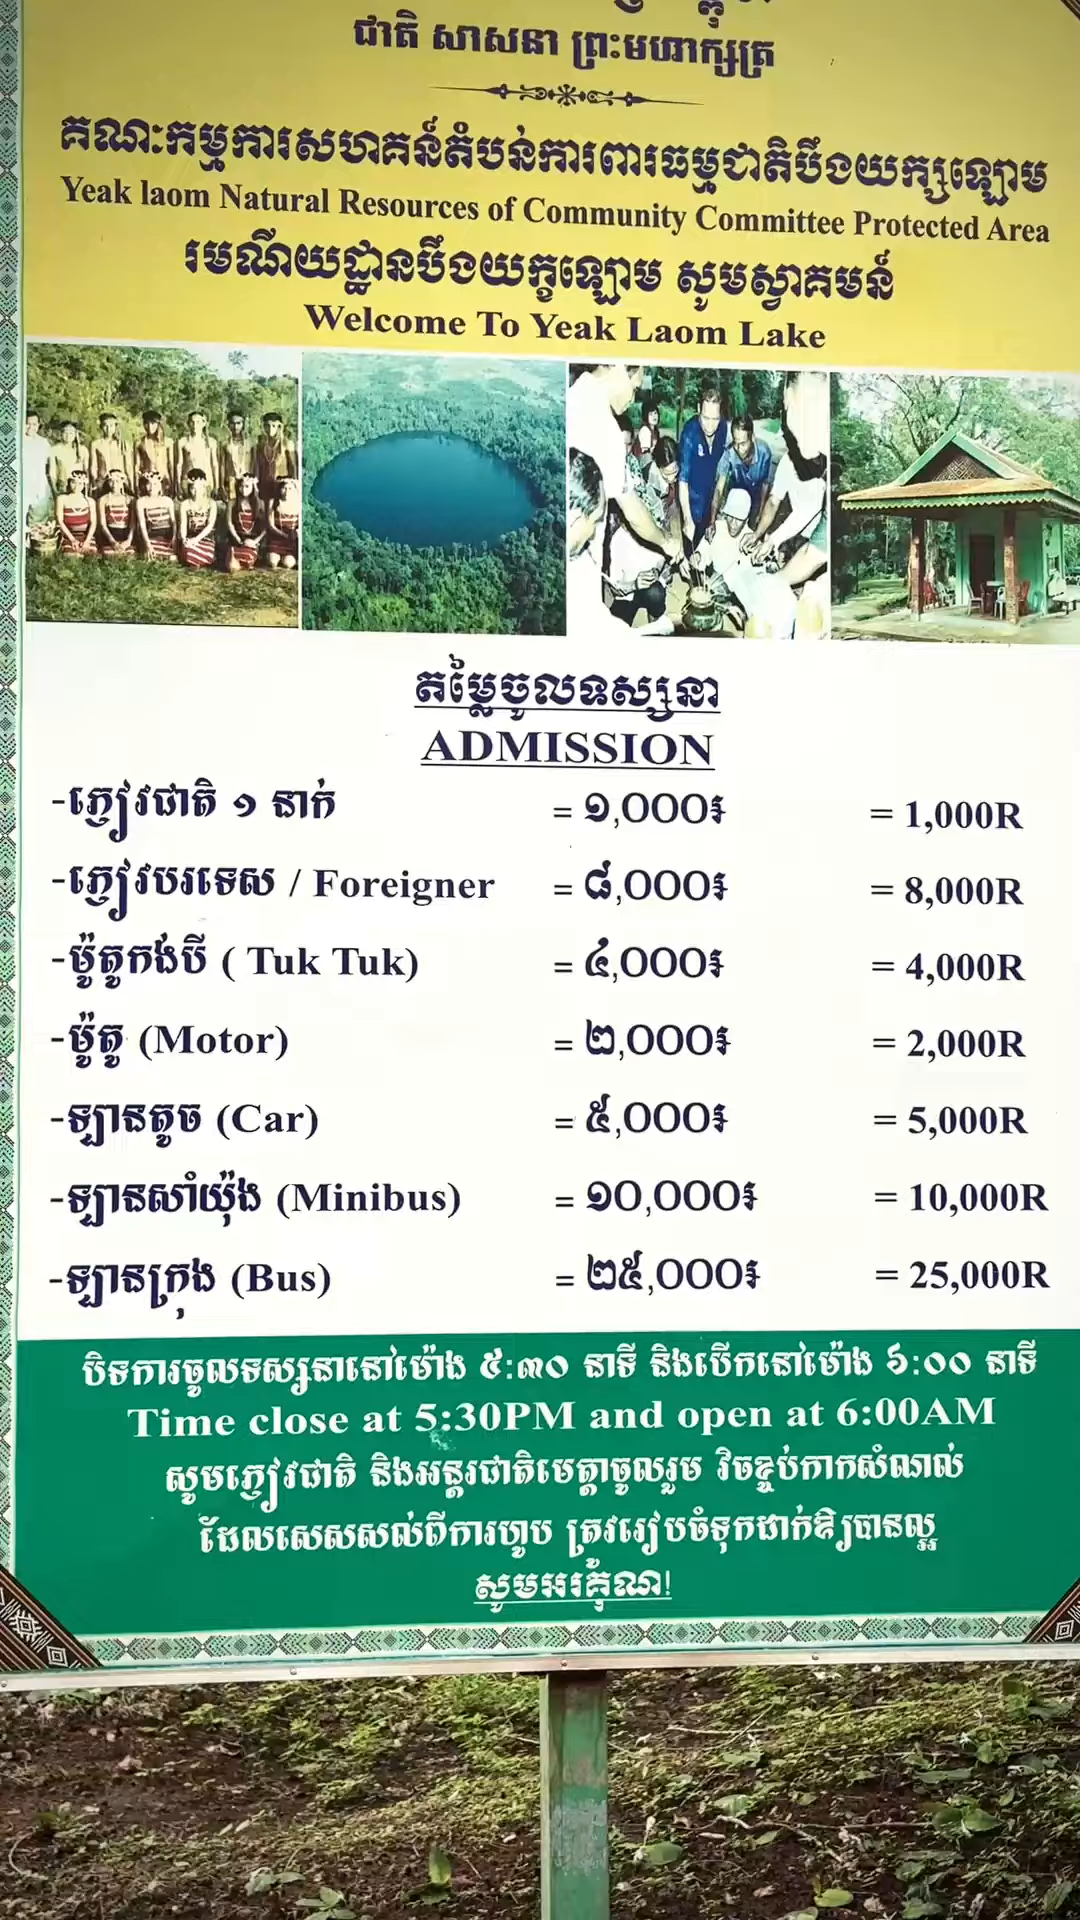 ជាតិ សាសនា ព្រះមហាក្សត្រ
គណៈកម្មការសហគមន៍តំបន់ការពារធម្មជាតិបឹងយក្សឡោម
Yeak laom Natural Resources of Community Committee Protected Area
រមណីយដ្ឋានបឹងយក្ខឡោម សូមស្វាគមន៍
Welcome To Yeak Laom Lake
តម្លៃចូលទស្សនា
ADMISSION
-ភ្ញៀវជាតិ ១ នាក់ = ១,០០០៛ = 1,000R
-ភ្ញៀវបរទេស / Foreigner = ៨,០០០៛ = 8,000R
-ម៉ូតូកង់បី ( Tuk Tuk) = ៤,០០០៛ = 4,000R
-ម៉ូតូ (Motor) = ២,០០០៛ = 2,000R
-ឡានតូច (Car) = ៥,០០០៛ = 5,000R
-ឡានសាំយ៉ុង (Minibus) = ១០,០០០៛ = 10,000R
-ឡានក្រុង (Bus) = ២៥,០០០៛ = 25,000R
បិទការចូលទស្សនានៅម៉ោង ៥:៣០ នាទី និងបើកនៅម៉ោង ៦:០០ នាទី
Time close at 5:30PM and open at 6:00AM
សូមភ្ញៀវជាតិ និងអន្តរជាតិមេត្តាចូលរួម វិចខ្ចប់កាកសំណល់
ដែលសេសសល់ពីការហូប ត្រូវរៀបចំទុកដាក់ឱ្យបានល្អ
សូមអរគុំណ!